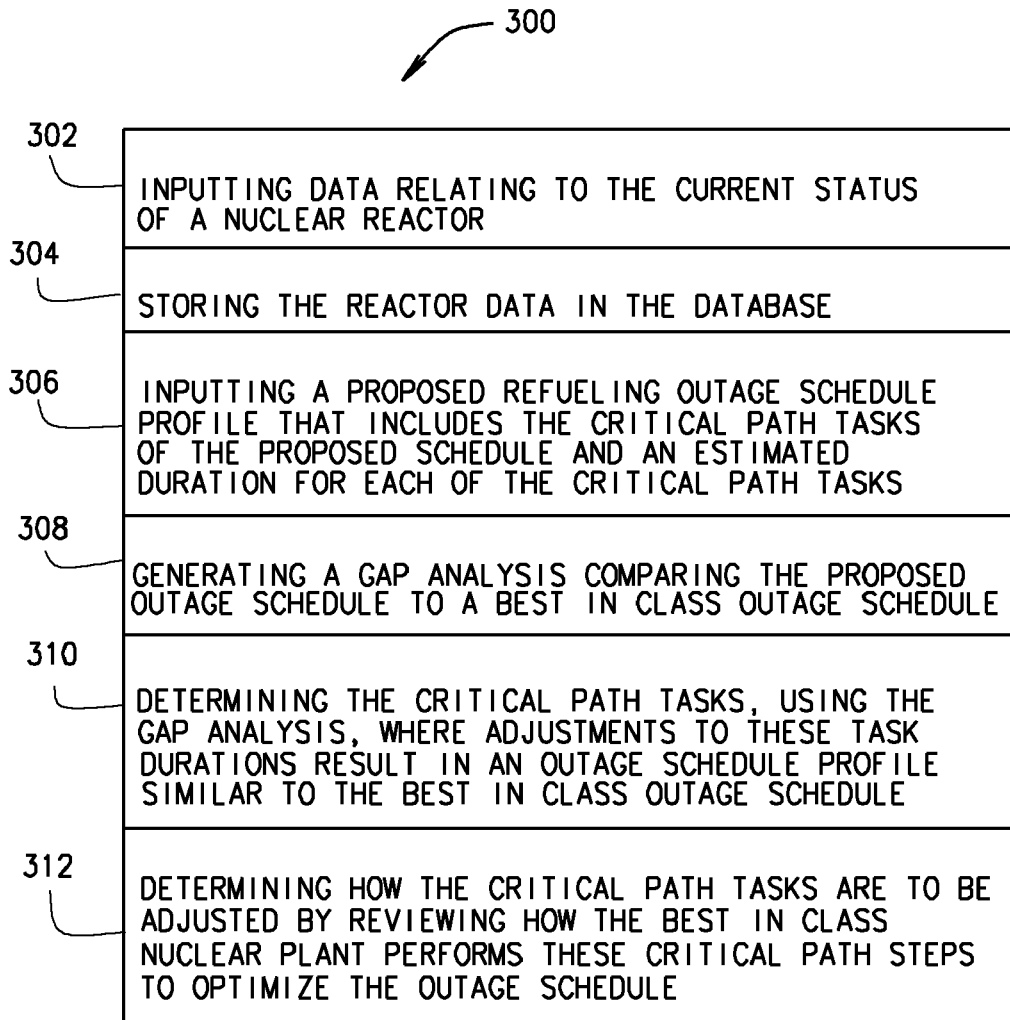 300
302
INPUTTING DATA RELATING TO THE CURRENT STATUS
OF A NUCLEAR REACTOR
304
STORING THE REACTOR DATA IN THE DATABASE
306
INPUTTING A PROPOSED REFUELING OUTAGE SCHEDULE
PROFILE THAT INCLUDES THE CRITICAL PATH TASKS
OF THE PROPOSED SCHEDULE AND AN ESTIMATED
DURATION FOR EACH OF THE CRITICAL PATH TASKS
308
GENERATING A GAP ANALYSIS COMPARING THE PROPOSED
OUTAGE SCHEDULE TO A BEST IN CLASS OUTAGE SCHEDULE
310
DETERMINING THE CRITICAL PATH TASKS, USING THE
GAP ANALYSIS, WHERE ADJUSTMENTS TO THESE TASK
DURATIONS RESULT IN AN OUTAGE SCHEDULE PROFILE
SIMILAR TO THE BEST IN CLASS OUTAGE SCHEDULE
312
DETERMINING HOW THE CRITICAL PATH TASKS ARE TO BE
ADJUSTED BY REVIEWING HOW THE BEST IN CLASS
NUCLEAR PLANT PERFORMS THESE CRITICAL PATH STEPS
TO OPTIMIZE THE OUTAGE SCHEDULE